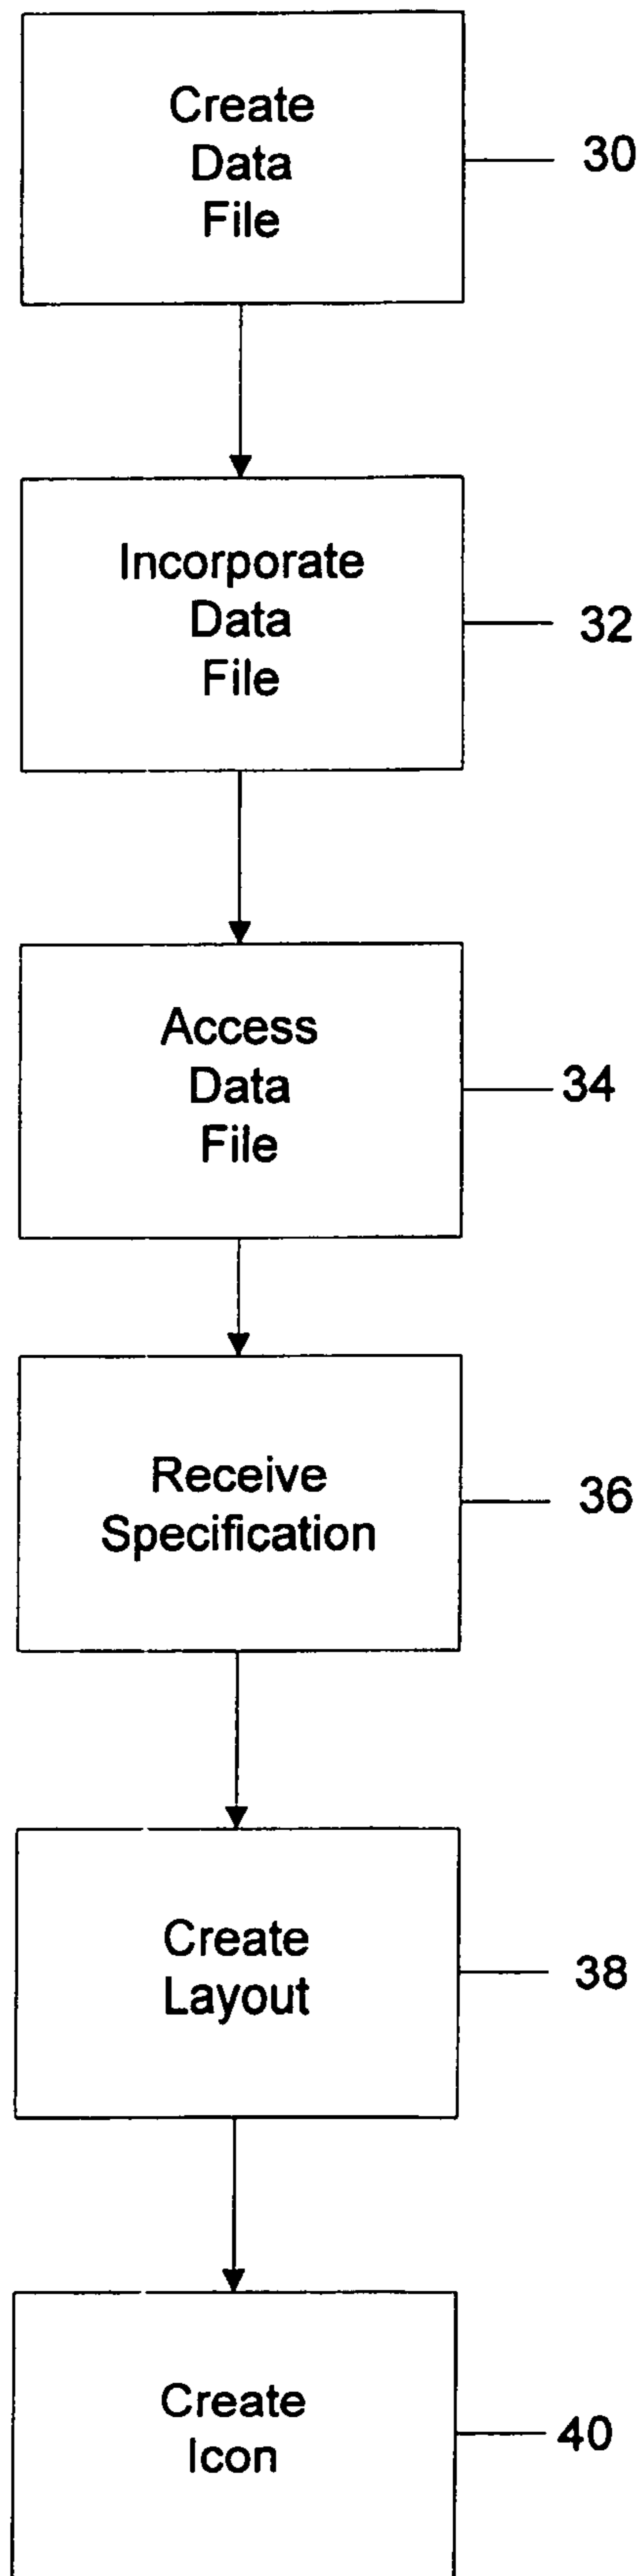 Create
Data
File
30
Incorporate
Data
File
32
Access
Data
File
34
Receive
Specification
36
Create
Layout
38
Create
Icon
40